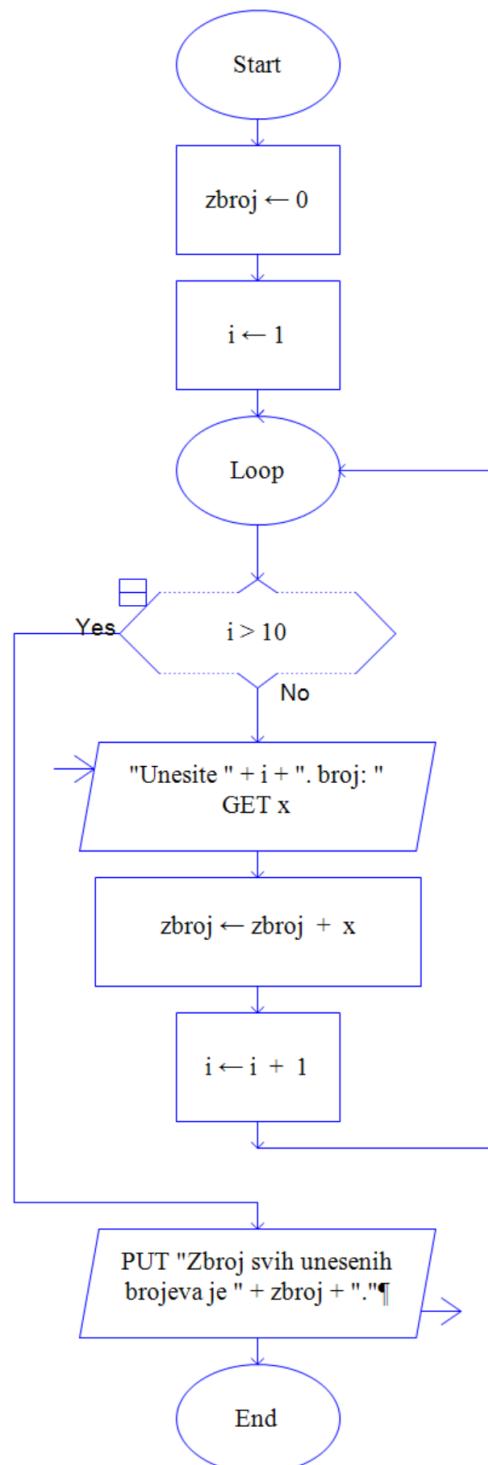 Start
zbroj ← 0
i ← 1
Loop
i > 10
Yes
No
"Unesite " + i + ". broj: "
GET x
zbroj ← zbroj + x
i ← i + 1
PUT "Zbroj svih unesenih
brojeva je " + zbroj + "."¶
End